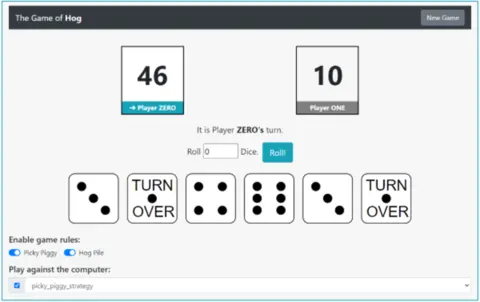 The Game of Hog
New Game
46
10
➔ Player ZERO
Player ONE
It is Player ZERO's turn.
Roll 0 Dice. Roll!
TURN
OVER
TURN
OVER
Enable game rules:
Picky Piggy Hog Pile
Play against the computer:
picky_piggy_strategy